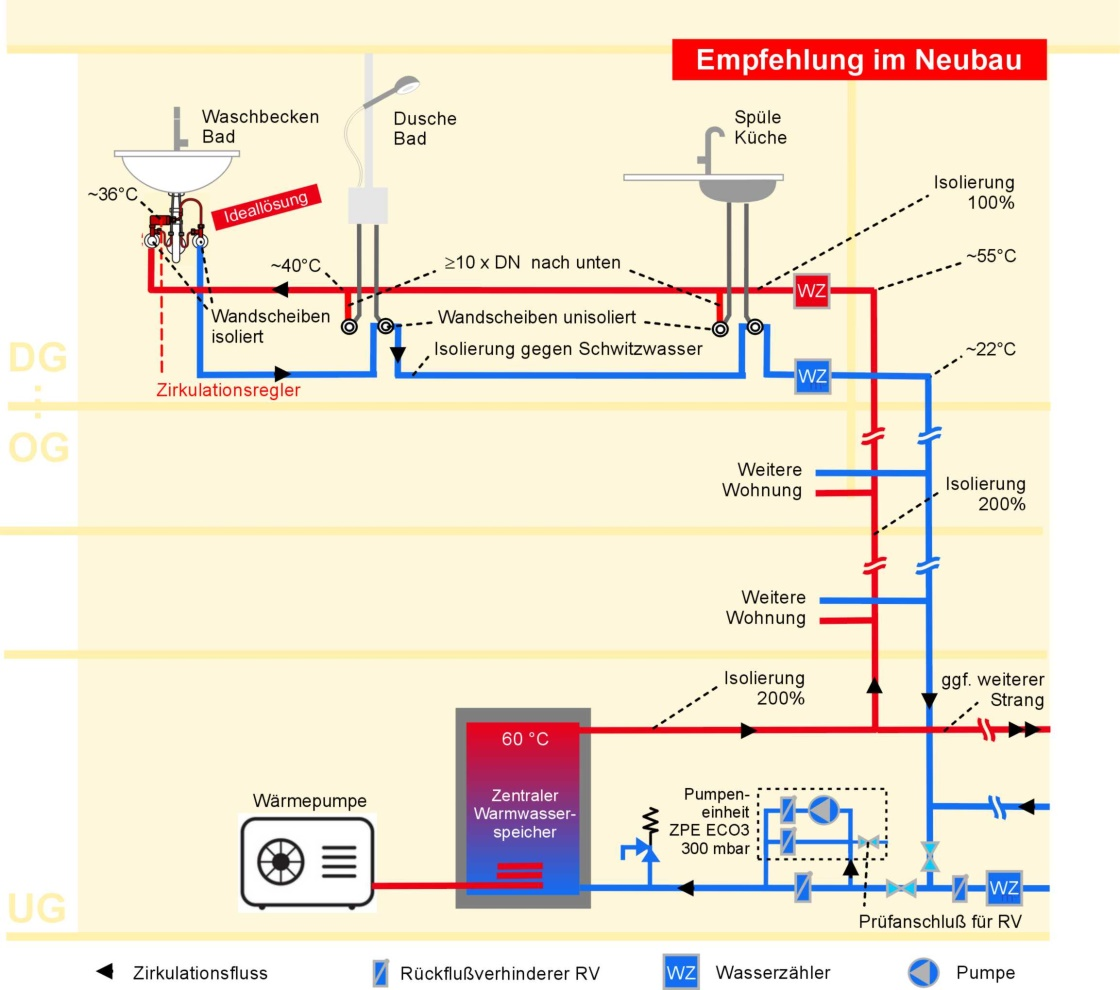 Empfehlung im Neubau
Waschbecken
Bad
Dusche
Bad
Spüle
Küche
~36°C
Ideallösung
Isolierung
100%
~40°C
≥10 x DN nach unten
WZ
~55°C
Wandscheiben
isoliert
Wandscheiben unisoliert
Isolierung gegen Schwitzwasser
~22°C
DG
WZ
Zirkulationsregler
OG
Weitere
Wohnung
Isolierung
200%
Weitere
Wohnung
Isolierung
200%
ggf. weiterer
Strang
60 °C
Zentraler
Warmwasser-
speicher
Wärmepumpe
Pumpen-
einheit
ZPE ECO3
300 mbar
WZ
UG
Prüfanschluß für RV
Zirkulationsfluss
Rückflußverhinderer RV
WZ
Wasserzähler
Pumpe